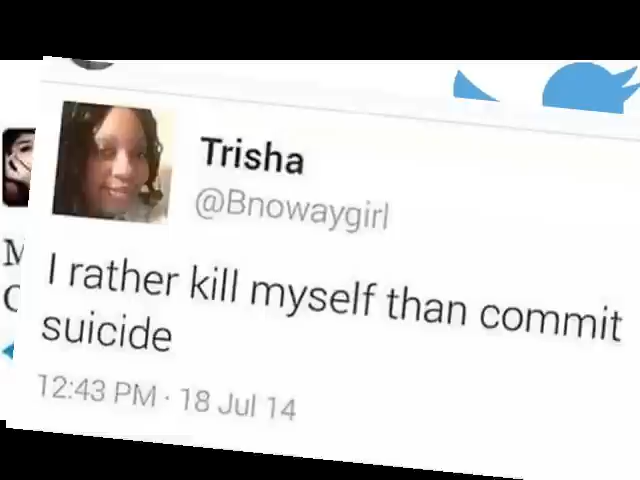 Trisha
@Bnowaygirl
I rather kill myself than commit
suicide
12:43 PM · 18 Jul 14
M